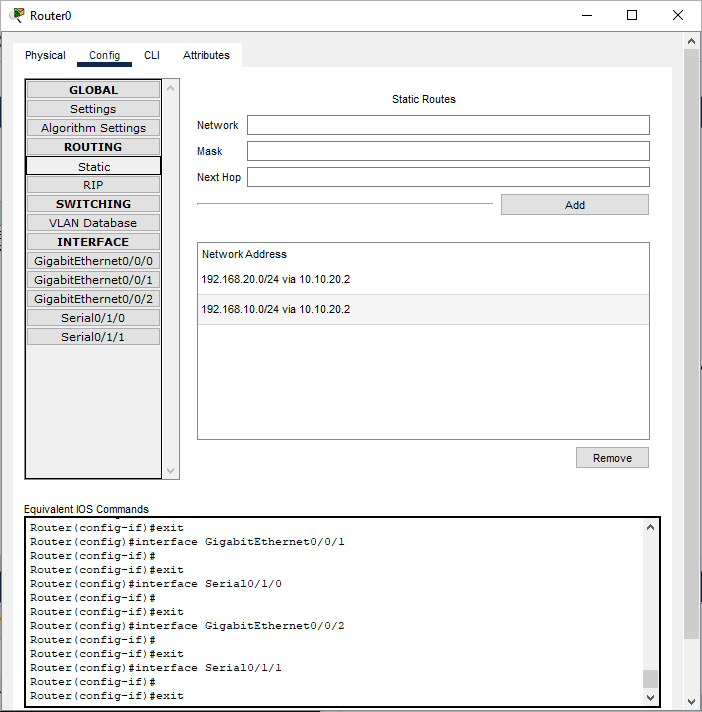 Router0
Physical Config CLI Attributes
GLOBAL
Settings
Algorithm Settings
ROUTING
Static
RIP
SWITCHING
VLAN Database
INTERFACE
GigabitEthernet0/0/0
GigabitEthernet0/0/1
GigabitEthernet0/0/2
Serial0/1/0
Serial0/1/1
Static Routes
Network
Mask
Next Hop
Add
Network Address
192.168.20.0/24 via 10.10.20.2
192.168.10.0/24 via 10.10.20.2
Remove
Equivalent IOS Commands
Router(config-if)#exit
Router(config)#interface GigabitEthernet0/0/1
Router(config-if)#
Router(config-if)#exit
Router(config)#interface Serial0/1/0
Router(config-if)#
Router(config-if)#exit
Router(config)#interface GigabitEthernet0/0/2
Router(config-if)#
Router(config-if)#exit
Router(config)#interface Serial0/1/1
Router(config-if)#
Router(config-if)#exit